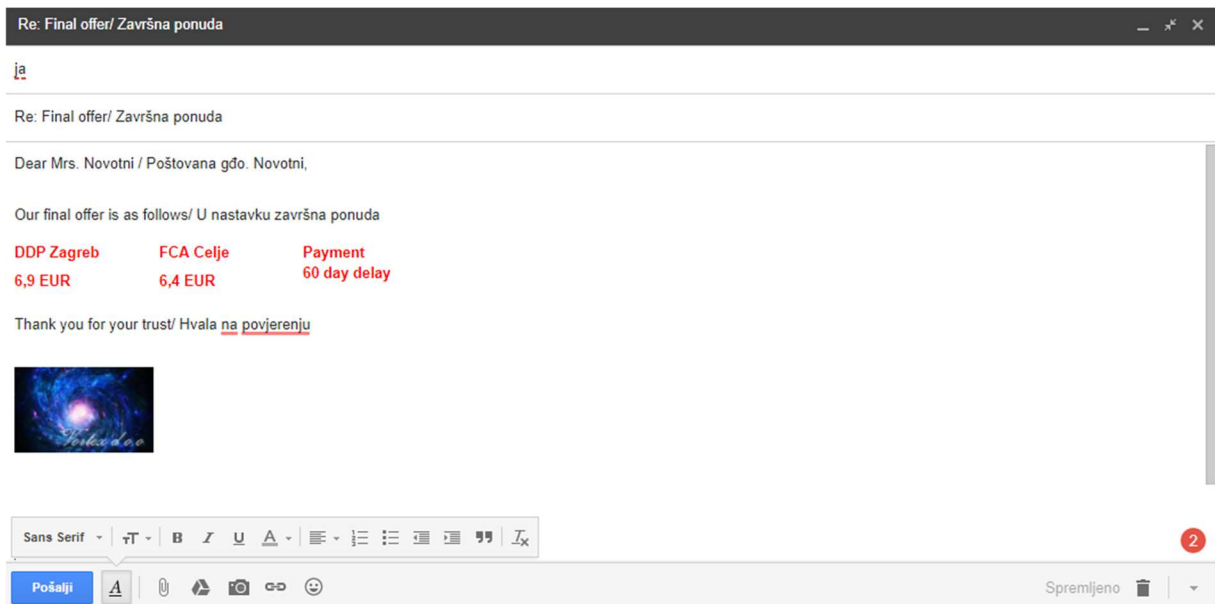 Re: Final offer/ Završna ponuda
ja
Re: Final offer/ Završna ponuda
Dear Mrs. Novotni / Poštovana gđo. Novotni,
Our final offer is as follows/ U nastavku završna ponuda
DDP Zagreb FCA Celje Payment
6,9 EUR 6,4 EUR 60 day delay
Thank you for your trust/ Hvala na povjerenju
Vortex d.o.o
Sans Serif
2
Pošalji
Spremljeno